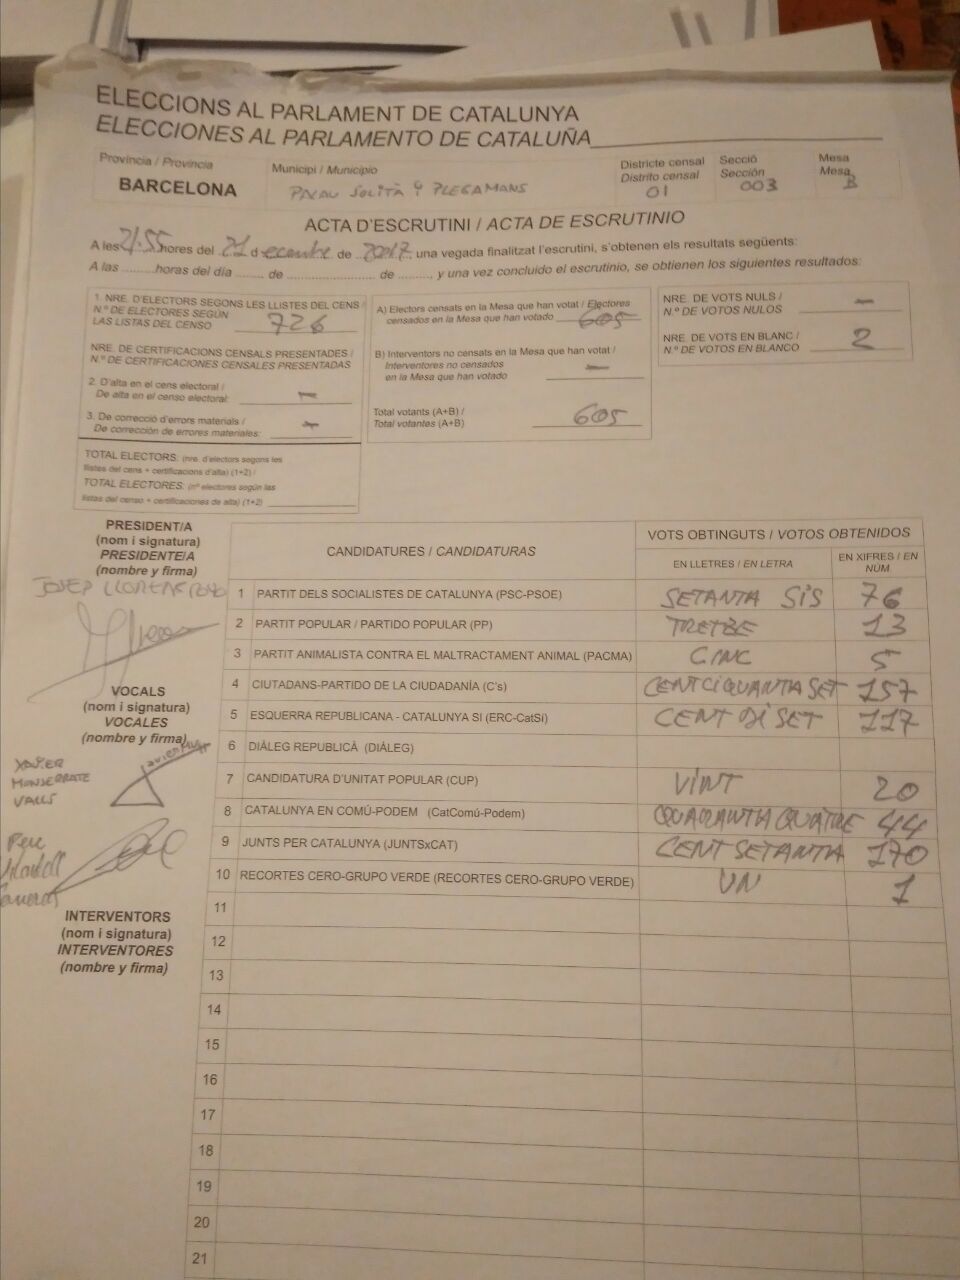 ELECCIONS AL PARLAMENT DE CATALUNYA
ELECCIONES AL PARLAMENTO DE CATALUÑA
Província / Provincia
BARCELONA
Municipi / Municipio
PALAU SOLITÀ Y PLEGAMANS
Districte censal
Distrito censal
01
Secció
Sección
003
Mesa
Mesa
B
ACTA D'ESCRUTINI / ACTA DE ESCRUTINIO
A les 21:55 hores del 21 d ecembre de 2017, una vegada finalitzat l'escrutini, s'obtenen els resultats següents:
A las .......... horas del día ........ de .............................. de .........., y una vez concluido el escrutinio, se obtienen los siguientes resultados:
1. NRE. D'ELECTORS SEGONS LES LLISTES DEL CENS /
N.º DE ELECTORES SEGÚN
LAS LISTAS DEL CENSO 726
NRE. DE CERTIFICACIONS CENSALS PRESENTADES /
N.º DE CERTIFICACIONES CENSALES PRESENTADAS
2. D'alta en el cens electoral /
De alta en el censo electoral: —
3. De correcció d'errors materials /
De corrección de errores materiales: —
TOTAL ELECTORS: (nre. d'electors segons les
llistes del cens + certificacions d'alta) (1+2) /
TOTAL ELECTORES: (nº electores según las
listas del censo + certificaciones de alta) (1+2)
A) Electors censats en la Mesa que han votat / Electores
censados en la Mesa que han votado 605
B) Interventors no censats en la Mesa que han votat /
Interventores no censados
en la Mesa que han votado —
Total votants (A+B) /
Total votantes (A+B) 605
NRE. DE VOTS NULS /
N.º DE VOTOS NULOS —
NRE. DE VOTS EN BLANC /
N.º DE VOTOS EN BLANCO 2
PRESIDENT/A
(nom i signatura)
PRESIDENTE/A
(nombre y firma)
JOSEP
VOCALS
(nom i signatura)
VOCALES
(nombre y firma)
XAVIER
MONSERRATE
VALLS
Pere
INTERVENTORS
(nom i signatura)
INTERVENTORES
(nombre y firma)
CANDIDATURES / CANDIDATURAS
VOTS OBTINGUTS / VOTOS OBTENIDOS
EN LLETRES / EN LETRA
EN XIFRES / EN NUM.
1 PARTIT DELS SOCIALISTES DE CATALUNYA (PSC-PSOE) SETANTA SIS 76
2 PARTIT POPULAR / PARTIDO POPULAR (PP) TRETZE 13
3 PARTIT ANIMALISTA CONTRA EL MALTRACTAMENT ANIMAL (PACMA) CINC 5
4 CIUTADANS-PARTIDO DE LA CIUDADANÍA (C's) CENT CIQUANTA SET 157
5 ESQUERRA REPUBLICANA - CATALUNYA SI (ERC-CatSí) CENT DI SET 117
6 DIÀLEG REPUBLICÀ (DIÀLEG)
7 CANDIDATURA D'UNITAT POPULAR (CUP) VINT 20
8 CATALUNYA EN COMÚ-PODEM (CatComú-Podem) QUARANTA QUATRE 44
9 JUNTS PER CATALUNYA (JUNTSxCAT) CENT SETANTA 170
10 RECORTES CERO-GRUPO VERDE (RECORTES CERO-GRUPO VERDE) UN 1
11
12
13
14
15
16
17
18
19
20
21